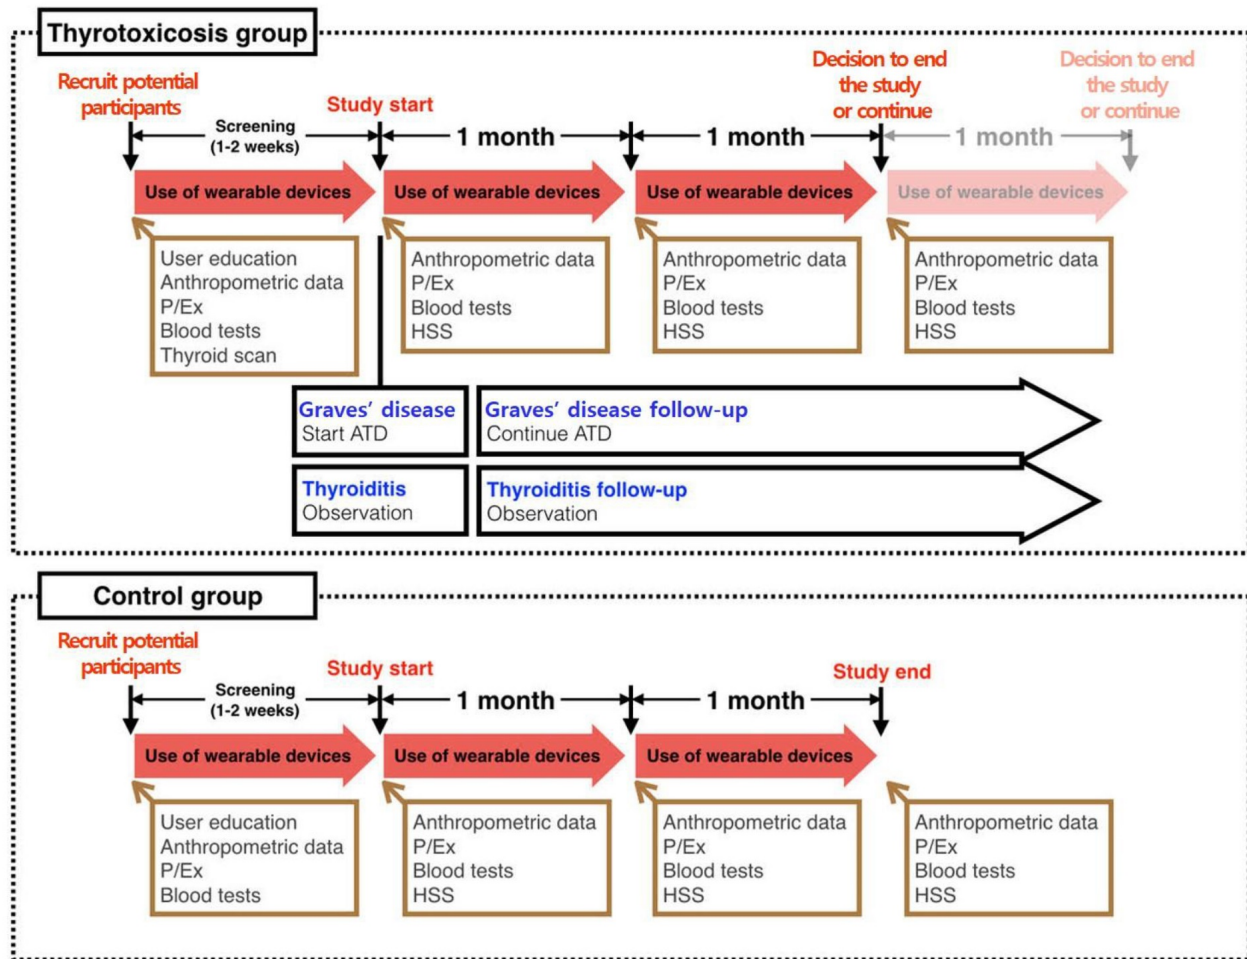 Thyrotoxicosis group
Recruit potential
participants
Study start
Decision to end
the study
or continue
Decision to end
the study
or continue
Screening
(1-2 weeks)
1 month
1 month
1 month
Use of wearable devices
Use of wearable devices
Use of wearable devices
Use of wearable devices
User education
Anthropometric data
P/Ex
Blood tests
Thyroid scan
Anthropometric data
P/Ex
Blood tests
HSS
Anthropometric data
P/Ex
Blood tests
HSS
Anthropometric data
P/Ex
Blood tests
HSS
Graves’ disease
Start ATD
Graves’ disease follow-up
Continue ATD
Thyroiditis
Observation
Thyroiditis follow-up
Observation
Control group
Recruit potential
participants
Study start
Study end
Screening
(1-2 weeks)
1 month
1 month
Use of wearable devices
Use of wearable devices
Use of wearable devices
User education
Anthropometric data
P/Ex
Blood tests
Anthropometric data
P/Ex
Blood tests
HSS
Anthropometric data
P/Ex
Blood tests
HSS
Anthropometric data
P/Ex
Blood tests
HSS